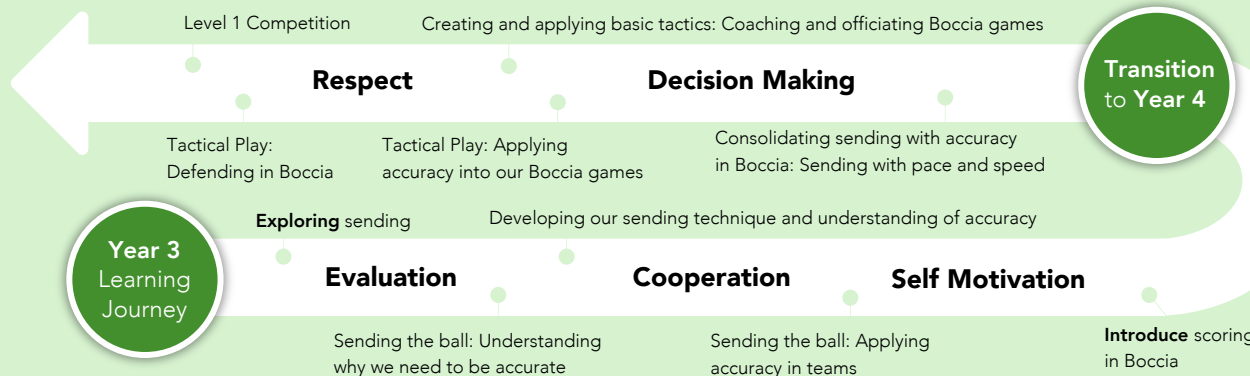 Level 1 Competition
Creating and applying basic tactics: Coaching and officiating Boccia games
Respect
Decision Making
Transition
to Year 4
Tactical Play:
Defending in Boccia
Tactical Play: Applying
accuracy into our Boccia games
Consolidating sending with accuracy
in Boccia: Sending with pace and speed
Year 3
Learning
Journey
Exploring sending
Developing our sending technique and understanding of accuracy
Evaluation
Cooperation
Self Motivation
Sending the ball: Understanding
why we need to be accurate
Sending the ball: Applying
accuracy in teams
Introduce scoring
in Boccia